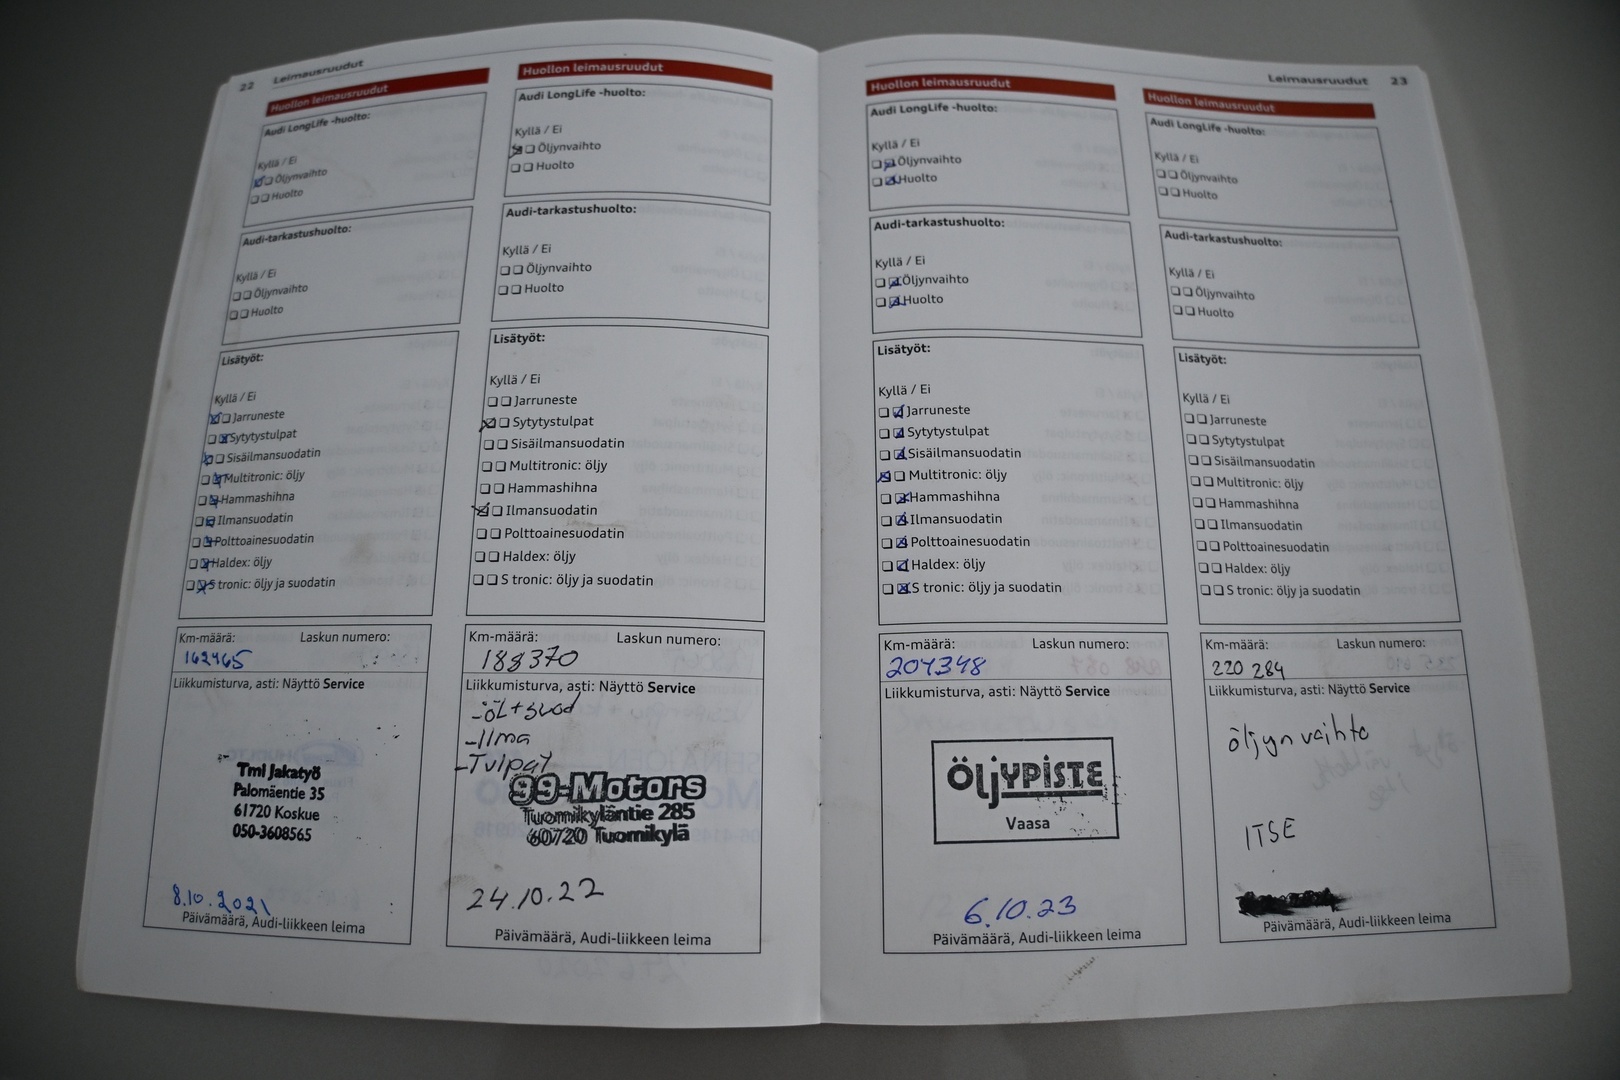 22 Leimausruudut
Huollon leimausruudut
Audi LongLife -huolto:
Kyllä / Ei
Öljynvaihto
Huolto
Audi-tarkastushuolto:
Kyllä / Ei
Öljynvaihto
Huolto
Lisätyöt:
Kyllä / Ei
Jarruneste
Sytytystulpat
Sisäilmansuodatin
Multitronic: öljy
Hammashihna
Ilmansuodatin
Polttoainesuodatin
Haldex: öljy
S tronic: öljy ja suodatin
Km-määrä: Laskun numero:
162465
Liikkumisturva, asti: Näyttö Service
Tmi Jakatyö
Palomäentie 35
61720 Koskue
050-3608565
8.10.2021
Päivämäärä, Audi-liikkeen leima
Huollon leimausruudut
Audi LongLife -huolto:
Kyllä / Ei
Öljynvaihto
Huolto
Audi-tarkastushuolto:
Kyllä / Ei
Öljynvaihto
Huolto
Lisätyöt:
Kyllä / Ei
Jarruneste
Sytytystulpat
Sisäilmansuodatin
Multitronic: öljy
Hammashihna
Ilmansuodatin
Polttoainesuodatin
Haldex: öljy
S tronic: öljy ja suodatin
Km-määrä: Laskun numero:
188370
Liikkumisturva, asti: Näyttö Service
-öl+suod
-Ilma
-Tulpat
99-Motors
Tuomikyläntie 285
60720 Tuomikylä
24.10.22
Päivämäärä, Audi-liikkeen leima
Leimausruudut 23
Huollon leimausruudut
Audi LongLife -huolto:
Kyllä / Ei
Öljynvaihto
Huolto
Audi-tarkastushuolto:
Kyllä / Ei
Öljynvaihto
Huolto
Lisätyöt:
Kyllä / Ei
Jarruneste
Sytytystulpat
Sisäilmansuodatin
Multitronic: öljy
Hammashihna
Ilmansuodatin
Polttoainesuodatin
Haldex: öljy
S tronic: öljy ja suodatin
Km-määrä: Laskun numero:
204348
Liikkumisturva, asti: Näyttö Service
ÖLJYPISTE
Vaasa
6.10.23
Päivämäärä, Audi-liikkeen leima
Huollon leimausruudut
Audi LongLife -huolto:
Kyllä / Ei
Öljynvaihto
Huolto
Audi-tarkastushuolto:
Kyllä / Ei
Öljynvaihto
Huolto
Lisätyöt:
Kyllä / Ei
Jarruneste
Sytytystulpat
Sisäilmansuodatin
Multitronic: öljy
Hammashihna
Ilmansuodatin
Polttoainesuodatin
Haldex: öljy
S tronic: öljy ja suodatin
Km-määrä: Laskun numero:
220 284
Liikkumisturva, asti: Näyttö Service
öljyn vaihto
ITSE
Päivämäärä, Audi-liikkeen leima